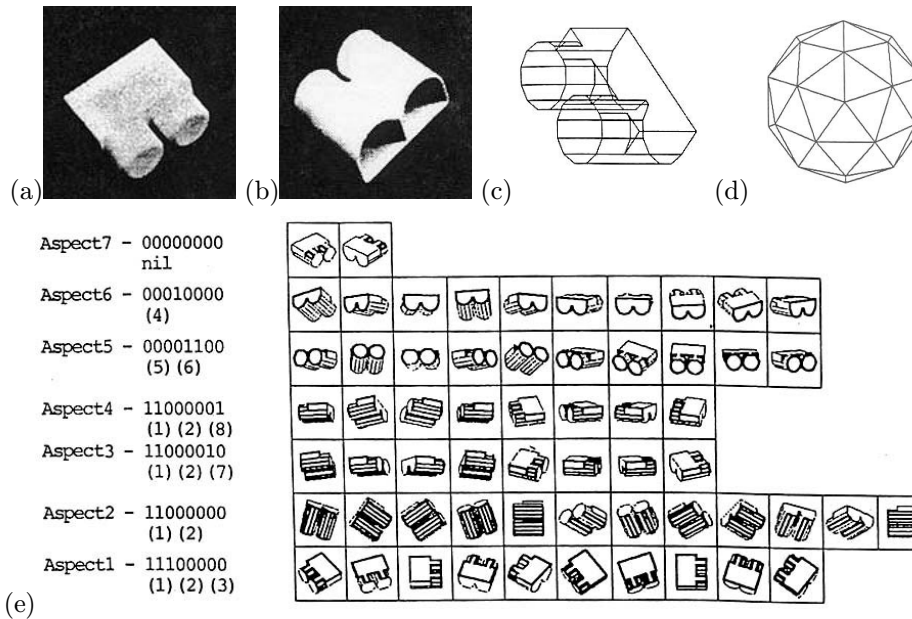 (a) (b) (c) (d)
Aspect7 - 00000000
nil
Aspect6 - 00010000
(4)
Aspect5 - 00001100
(5) (6)
Aspect4 - 11000001
(1) (2) (8)
Aspect3 - 11000010
(1) (2) (7)
Aspect2 - 11000000
(1) (2)
Aspect1 - 11100000
(1) (2) (3)
(e)